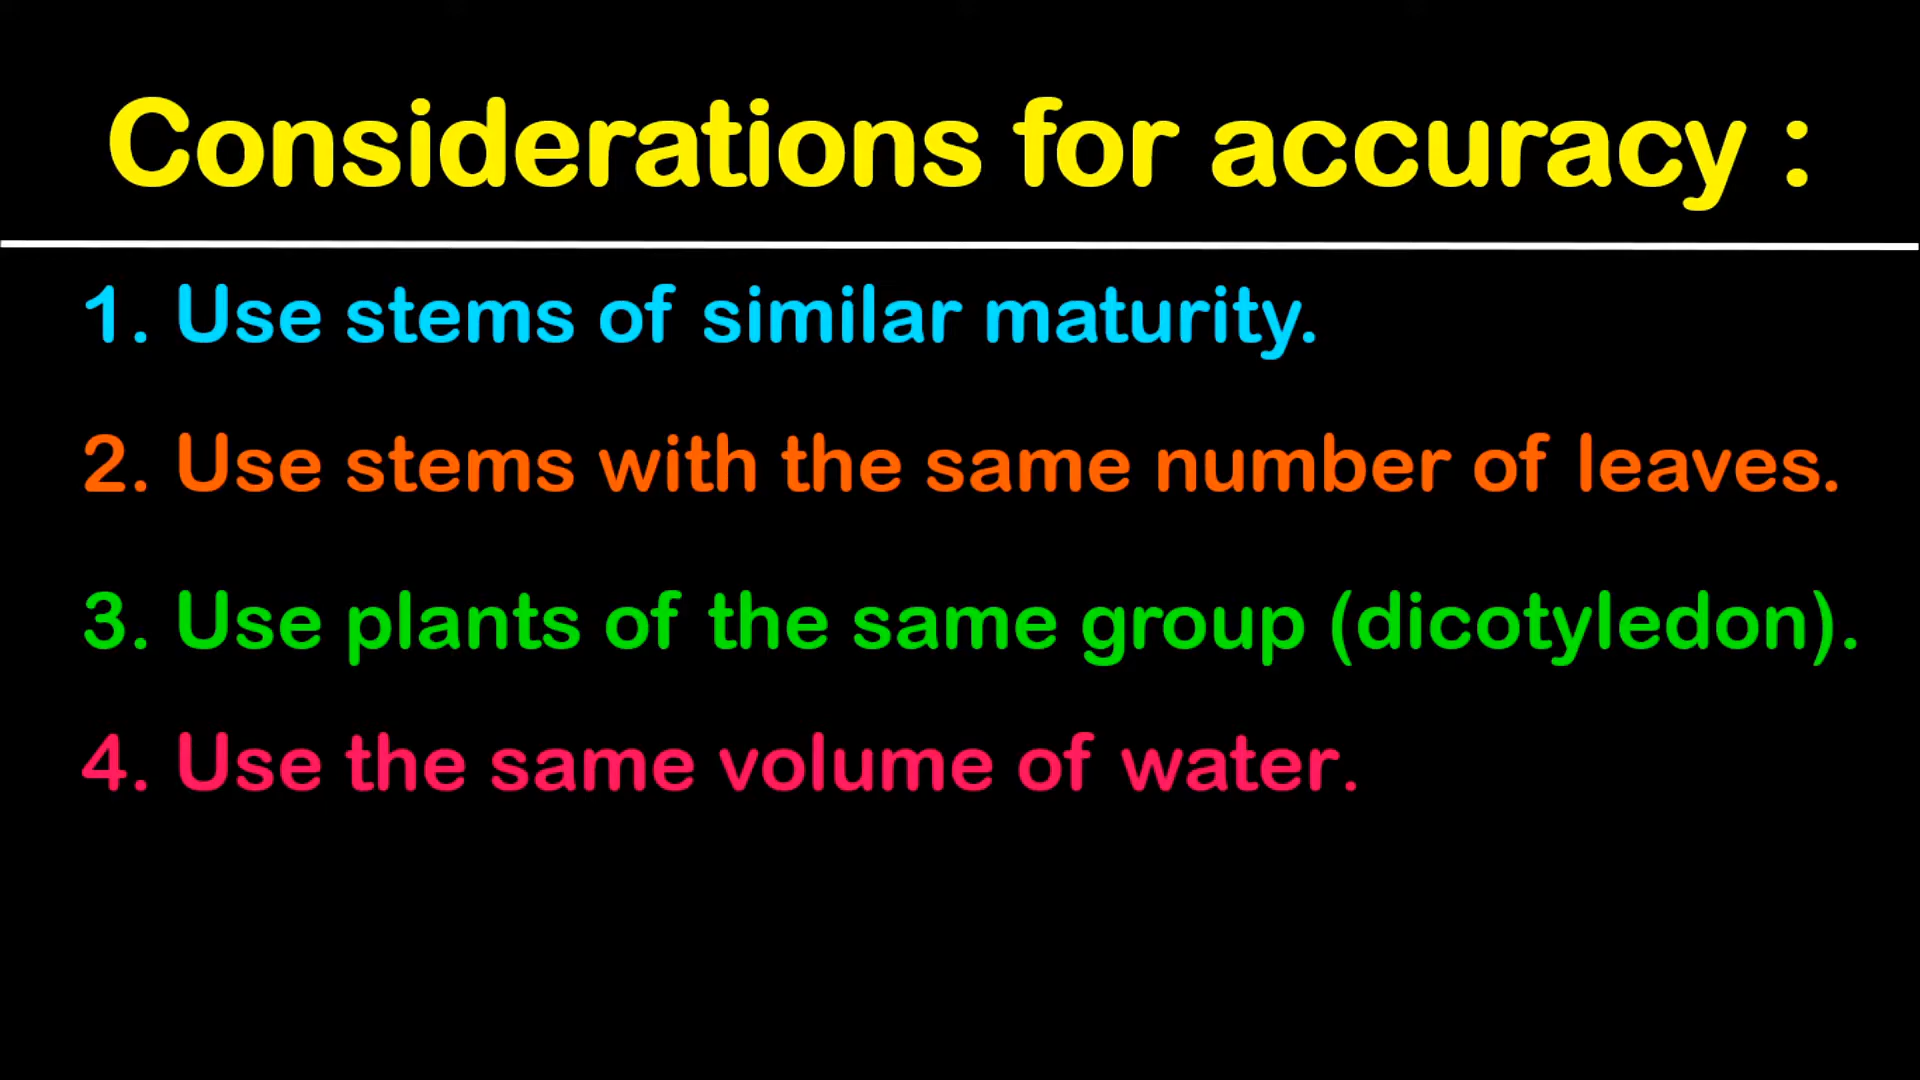 Considerations for accuracy :
1. Use stems of similar maturity.
2. Use stems with the same number of leaves.
3. Use plants of the same group (dicotyledon).
4. Use the same volume of water.